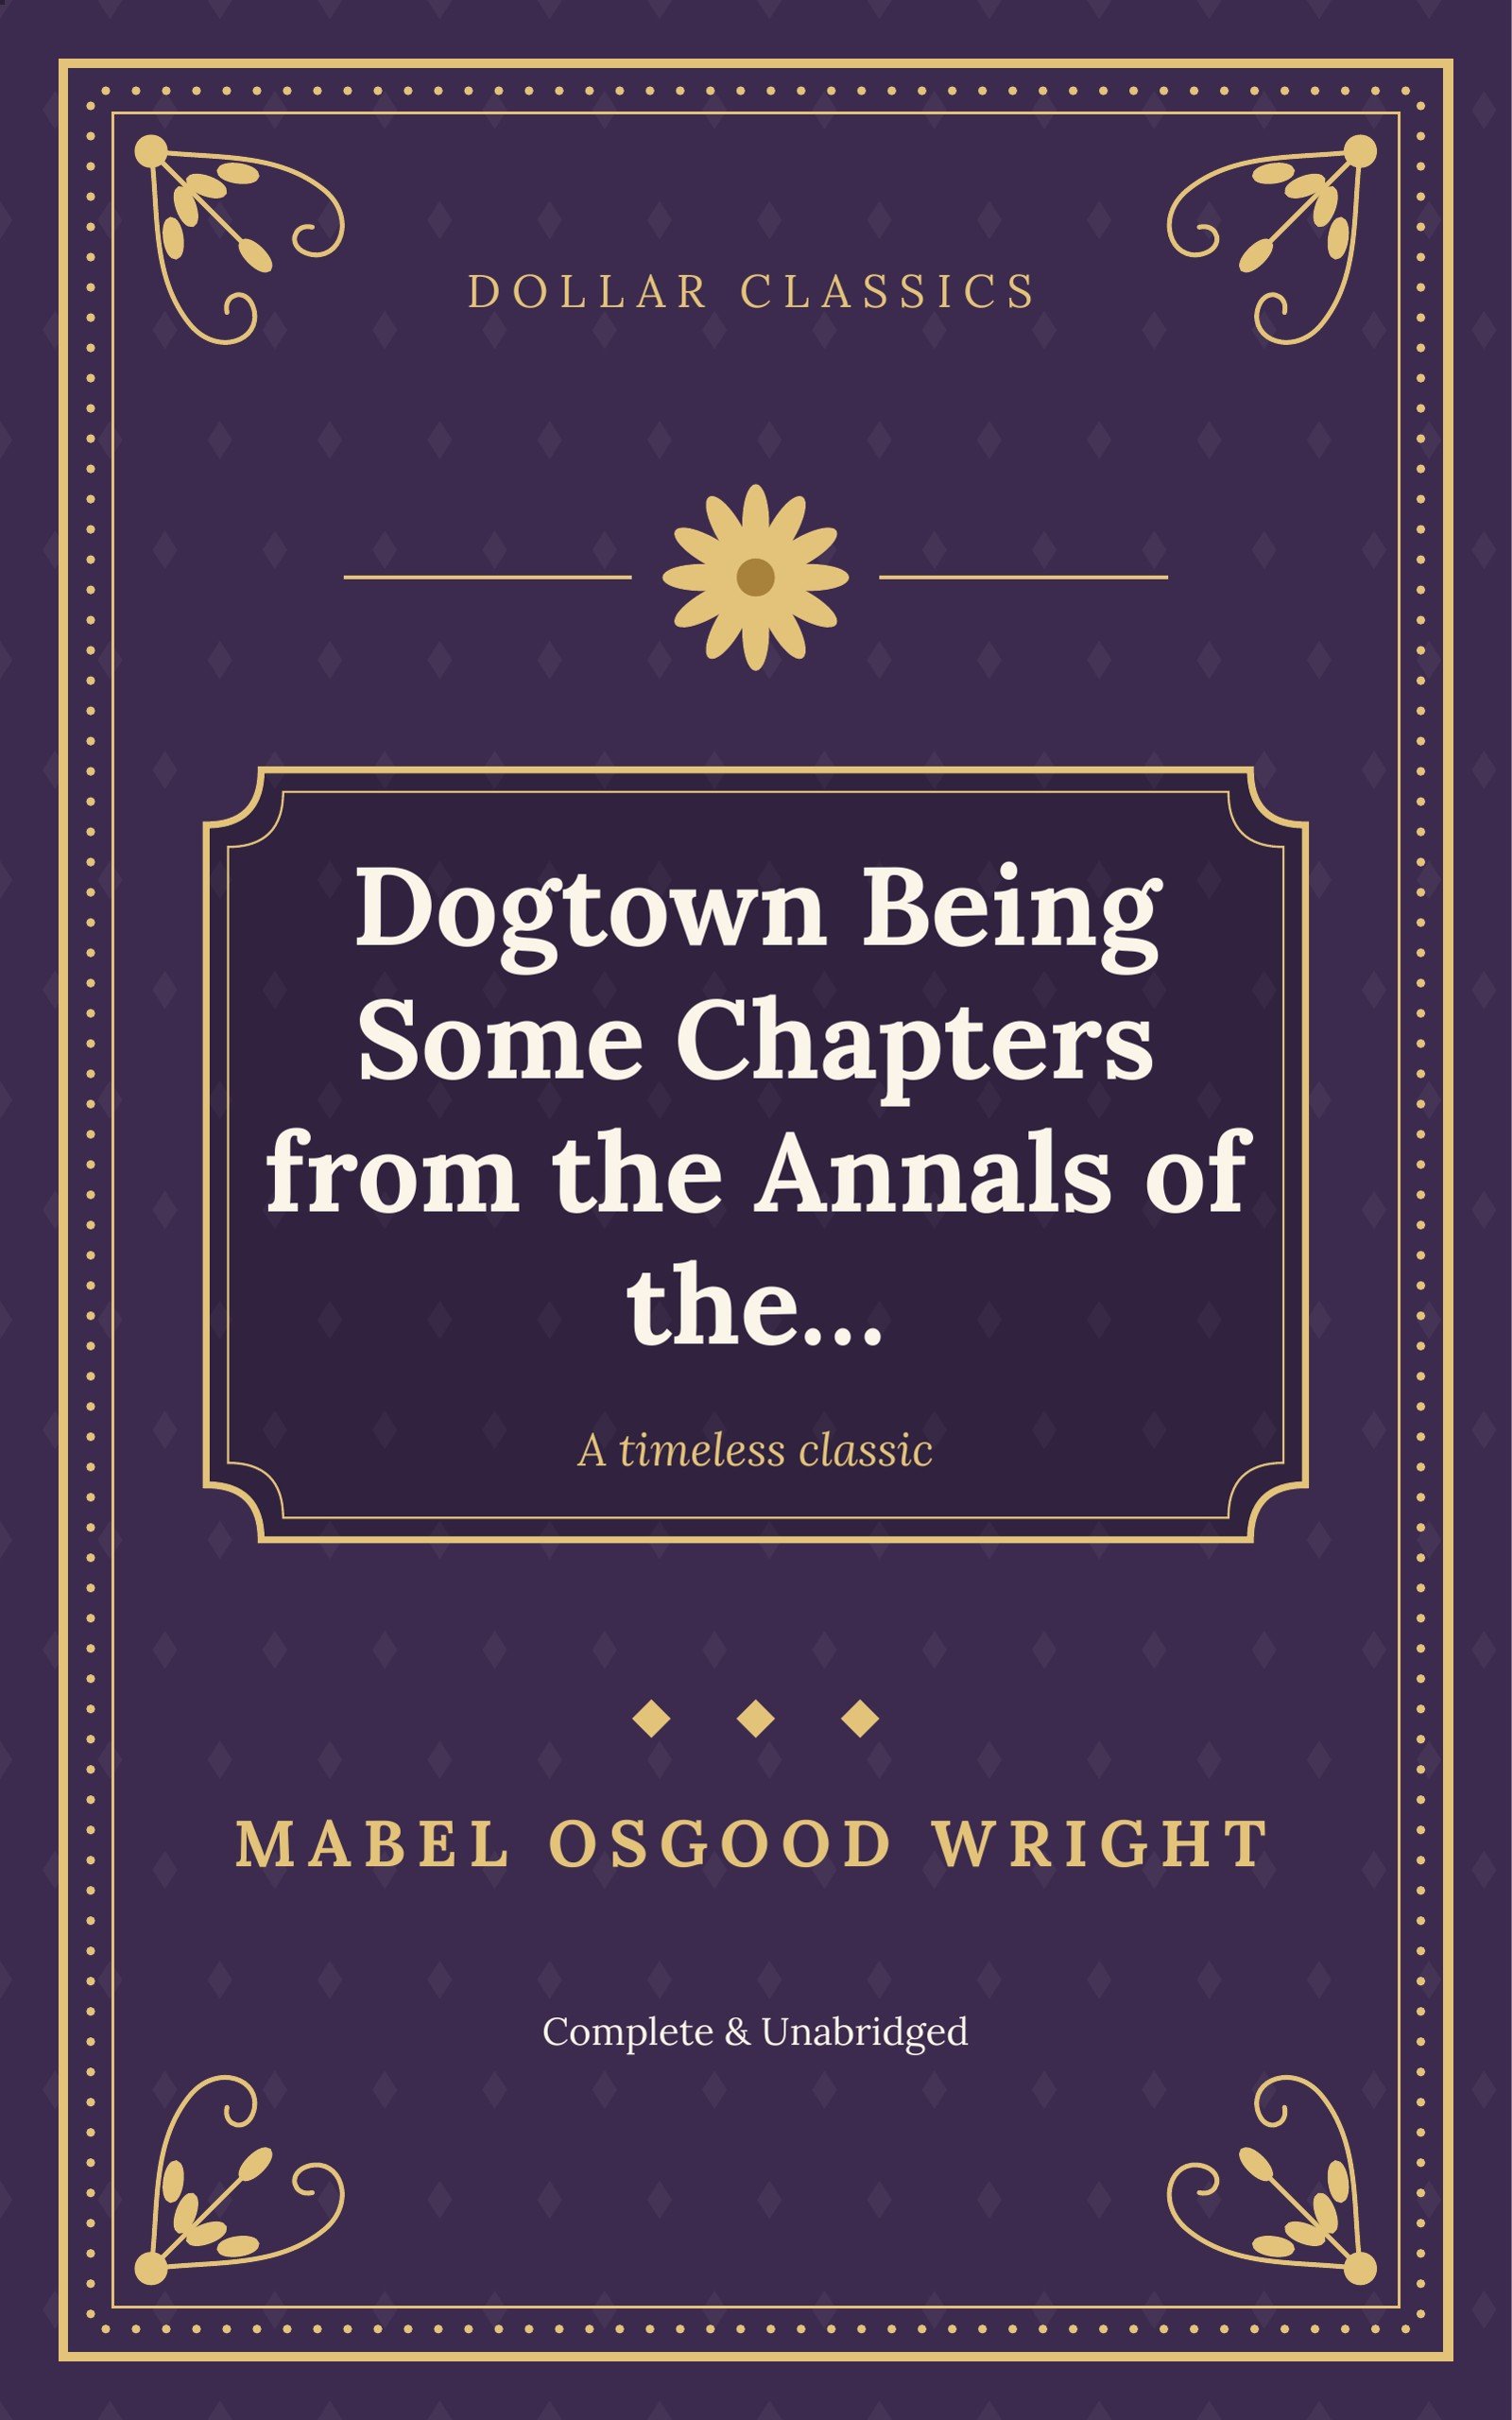 DOLLAR CLASSICS
Dogtown Being
Some Chapters
from the Annals of
the...
A timeless classic
MABEL OSGOOD WRIGHT
Complete & Unabridged